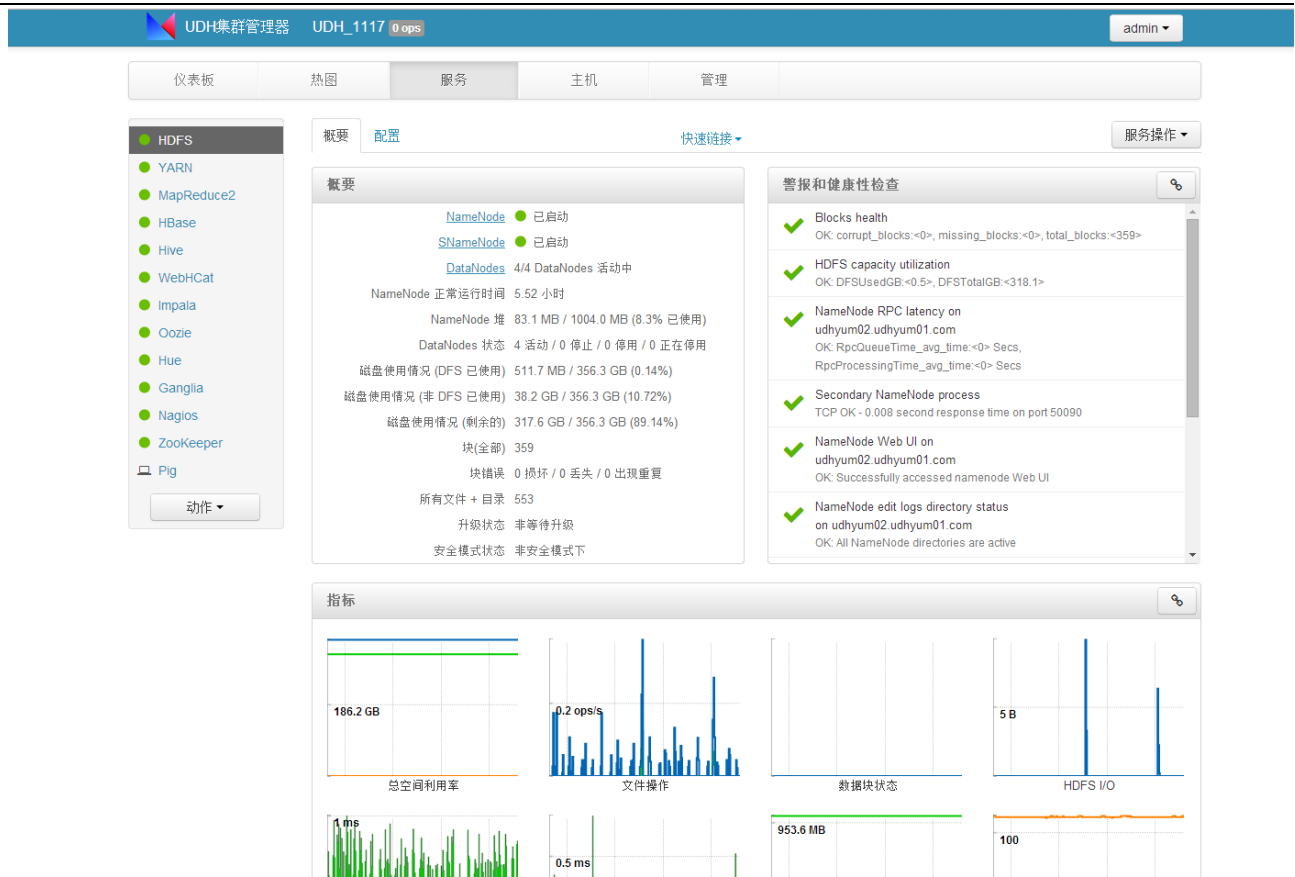 UDH集群管理器 UDH_1117 0 ops admin
仪表板 热图 服务 主机 管理
HDFS
YARN
MapReduce2
HBase
Hive
WebHCat
Impala
Oozie
Hue
Ganglia
Nagios
ZooKeeper
Pig
动作
概要 配置 快速链接 服务操作
概要
NameNode 已启动
SNameNode 已启动
DataNodes 4/4 DataNodes 活动中
NameNode 正常运行时间 5.52 小时
NameNode 堆 83.1 MB / 1004.0 MB (8.3% 已使用)
DataNodes 状态 4 活动 / 0 停止 / 0 停用 / 0 正在停用
磁盘使用情况 (DFS 已使用) 511.7 MB / 356.3 GB (0.14%)
磁盘使用情况 (非 DFS 已使用) 38.2 GB / 356.3 GB (10.72%)
磁盘使用情况 (剩余的) 317.6 GB / 356.3 GB (89.14%)
块(全部) 359
块错误 0 损坏 / 0 丢失 / 0 出现重复
所有文件 + 目录 553
升级状态 非等待升级
安全模式状态 非安全模式下
警报和健康性检查
Blocks health
OK: corrupt_blocks:<0>, missing_blocks:<0>, total_blocks:<359>
HDFS capacity utilization
OK: DFSUsedGB:<0.5>, DFSTotalGB:<318.1>
NameNode RPC latency on
udhyum02.udhyum01.com
OK: RpcQueueTime_avg_time:<0> Secs,
RpcProcessingTime_avg_time:<0> Secs
Secondary NameNode process
TCP OK - 0.008 second response time on port 50090
NameNode Web UI on
udhyum02.udhyum01.com
OK: Successfully accessed namenode Web UI
NameNode edit logs directory status
on udhyum02.udhyum01.com
OK: All NameNode directories are active
指标
186.2 GB 0.2 ops/s 5 B
总空间利用率 文件操作 数据块状态 HDFS I/O
1 ms 0.5 ms 953.6 MB 100